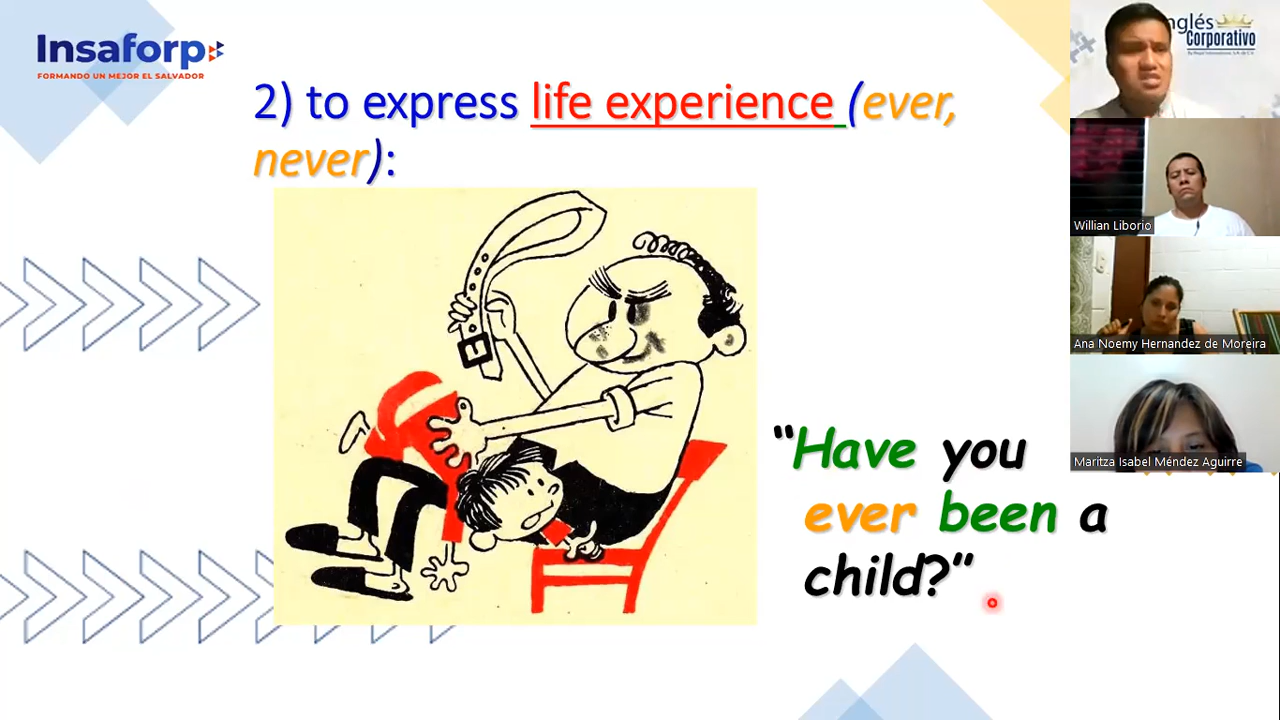 Insaforp
FORMANDO UN MEJOR EL SALVADOR
2) to express life experience (ever,
never):
"Have you
ever been a
child?"
nglés
Corporativo
Willian Liborio
Ana Noemy Hernandez de Moreira
Maritza Isabel Méndez Aguirre